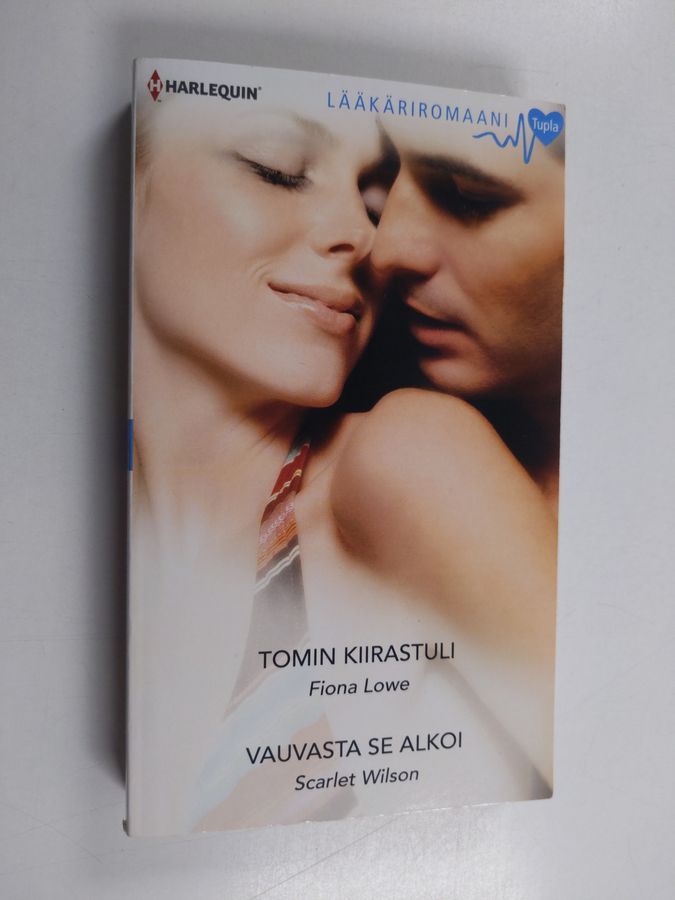 HARLEQUIN®
LÄÄKÄRIROMAANI
Tupla
TOMIN KIIRASTULI
Fiona Lowe
VAUVASTA SE ALKOI
Scarlet Wilson